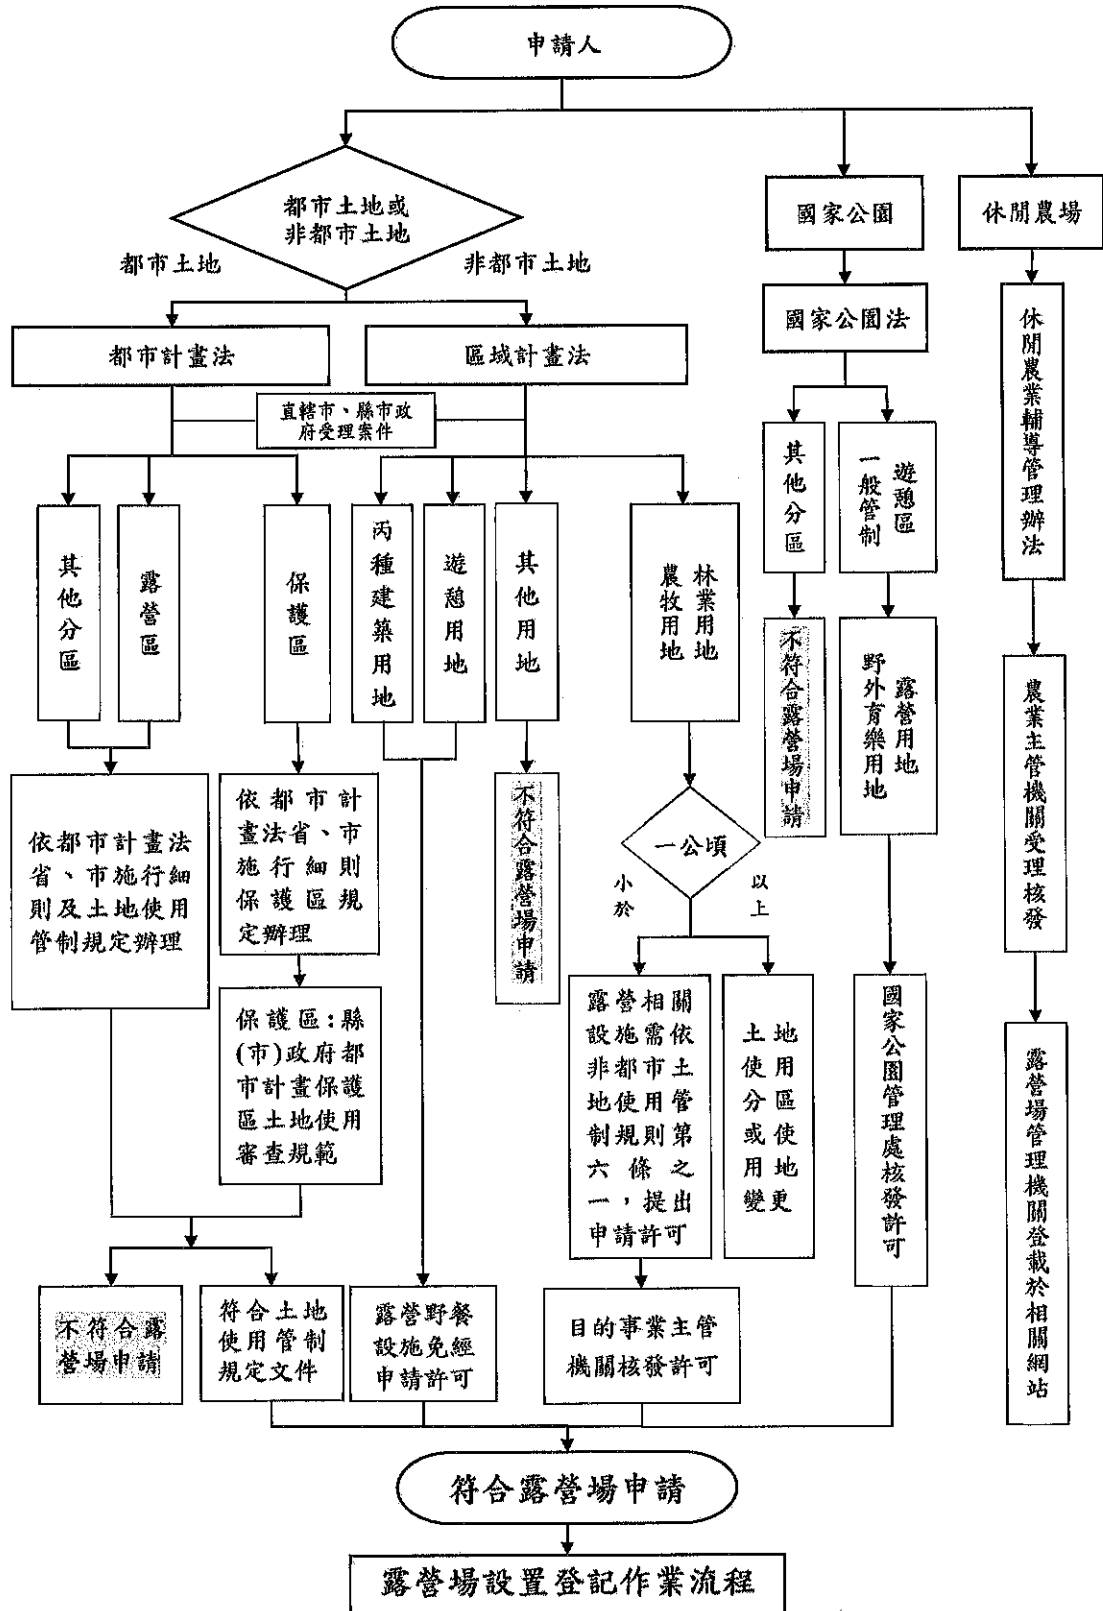 申請人
都市土地或
非都市土地
都市土地
非都市土地
國家公園
休閒農場
都市計畫法
區域計畫法
國家公園法
休閒農業輔導管理辦法
直轄市、縣市政
府受理案件
其他分區
露營區
保護區
丙種建築用地
遊憩用地
其他用地
林業用地
農牧用地
其他分區
遊憩區
一般管制
依都市計畫法
省、市施行細
則及土地使用
管制規定辦理
依都市計
畫法省、市
施行細則
保護區規
定辦理
保護區:縣
(市)政府都
市計畫保護
區土地使用
審查規範
不符合露營場申請
一公頃
小於
以上
不符合露營場申請
露營用地
野外育樂用地
農業主管機關受理核發
露營相關
設施需依
非都市土
地使用管
制規則第
六條之
一,提出
申請許可
土地
使用
分區
或使
用地
變更
國家公園管理處核發許可
露營場管理機關登載於相關網站
不符合露
營場申請
符合土地
使用管制
規定文件
露營野餐
設施免經
申請許可
目的事業主管
機關核發許可
符合露營場申請
露營場設置登記作業流程